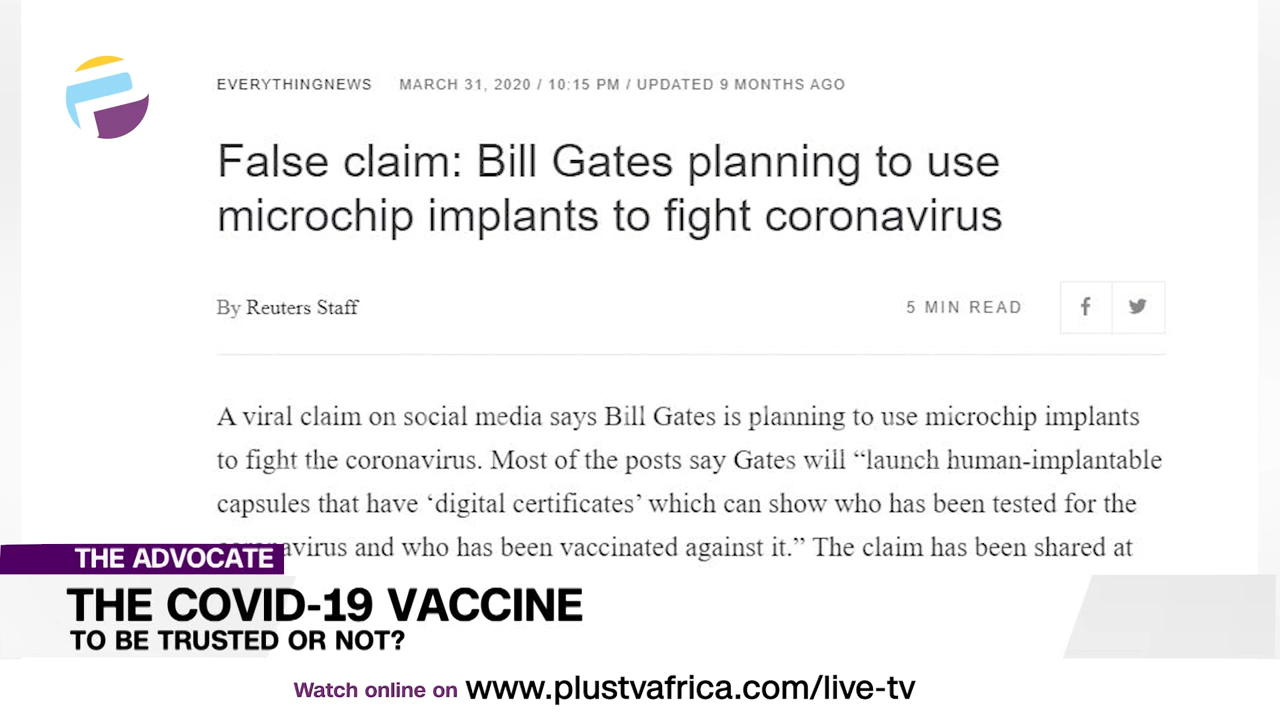 EVERYTHINGNEWS MARCH 31, 2020 / 10:15 PM / UPDATED 9 MONTHS AGO
False claim: Bill Gates planning to use
microchip implants to fight coronavirus
By Reuters Staff
5 MIN READ
A viral claim on social media says Bill Gates is planning to use microchip implants
to fight the coronavirus. Most of the posts say Gates will “launch human-implantable
capsules that have ‘digital certificates’ which can show who has been tested for the
coronavirus and who has been vaccinated against it.” The claim has been shared at
THE ADVOCATE
THE COVID-19 VACCINE
TO BE TRUSTED OR NOT?
Watch online on www.plustvafrica.com/live-tv